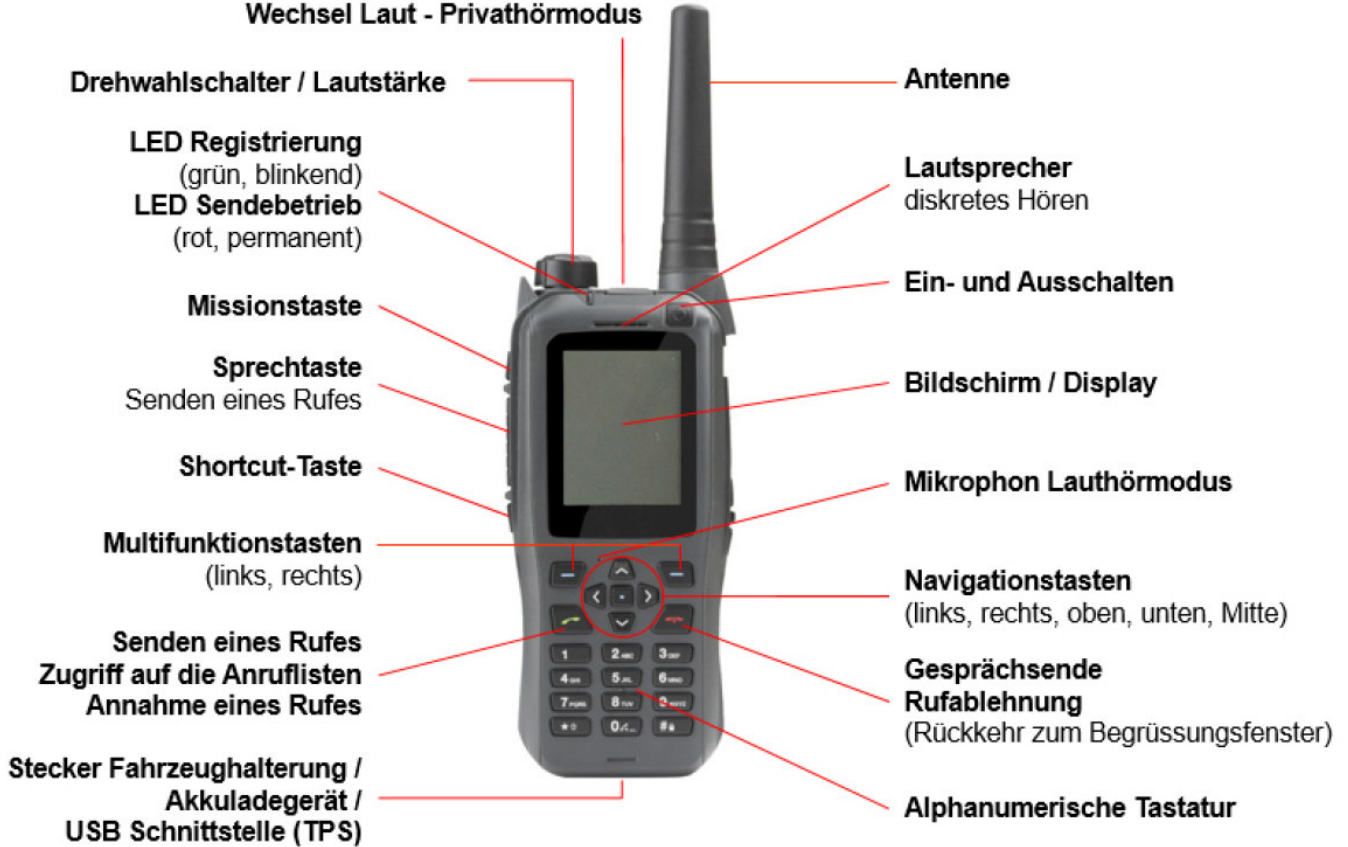 Wechsel Laut - Privathörmodus
Drehwahlschalter / Lautstärke
LED Registrierung
(grün, blinkend)
LED Sendebetrieb
(rot, permanent)
Missionstaste
Sprechtaste
Senden eines Rufes
Shortcut-Taste
Multifunktionstasten
(links, rechts)
Senden eines Rufes
Zugriff auf die Anruflisten
Annahme eines Rufes
Stecker Fahrzeughalterung /
Akkuladegerät /
USB Schnittstelle (TPS)
Antenne
Lautsprecher
diskretes Hören
Ein- und Ausschalten
Bildschirm / Display
Mikrophon Lauthörmodus
Navigationstasten
(links, rechts, oben, unten, Mitte)
Gesprächsende
Rufablehnung
(Rückkehr zum Begrüssungsfenster)
Alphanumerische Tastatur
1 2 ABC 3 DEF
4 GHI 5 JKL 6 MNO
7 PQRS 8 TUV 9 WXYZ
* 0 #